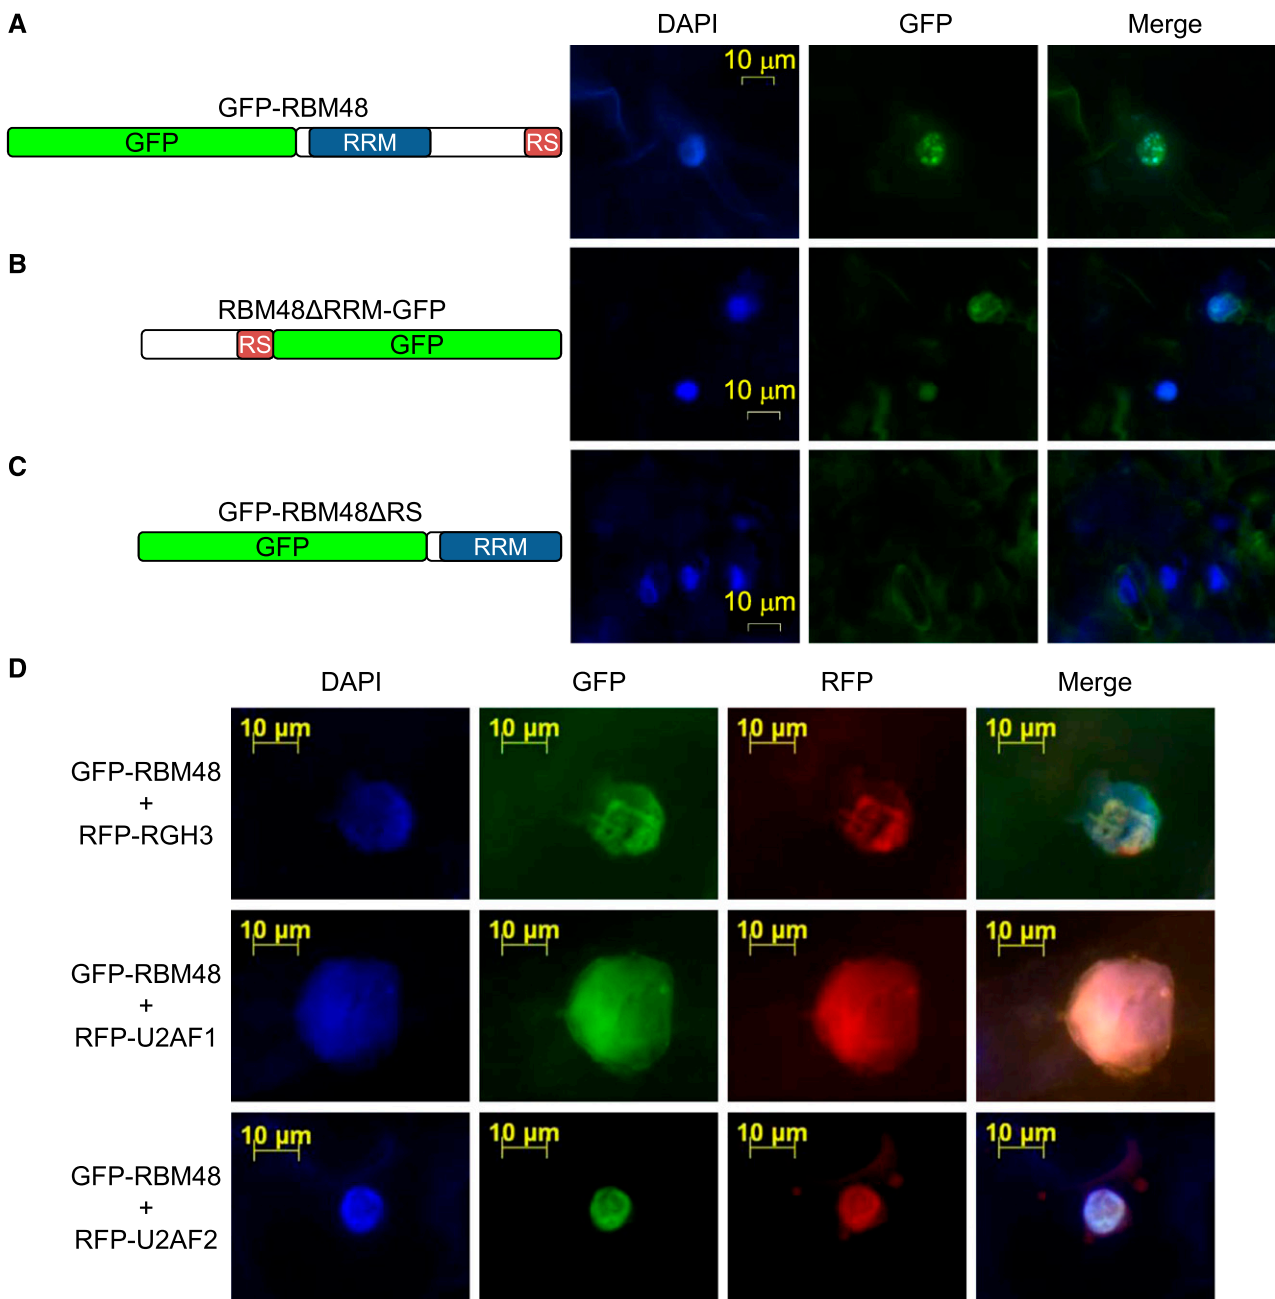 A
DAPI
GFP
Merge
GFP-RBM48
GFP
RRM
RS
10 μm
B
RBM48ΔRRM-GFP
RS
GFP
10 μm
C
GFP-RBM48ΔRS
GFP
RRM
10 μm
D
DAPI
GFP
RFP
Merge
GFP-RBM48
+
RFP-RGH3
10 μm
10 μm
10 μm
10 μm
GFP-RBM48
+
RFP-U2AF1
10 μm
10 μm
10 μm
10 μm
GFP-RBM48
+
RFP-U2AF2
10 μm
10 μm
10 μm
10 μm